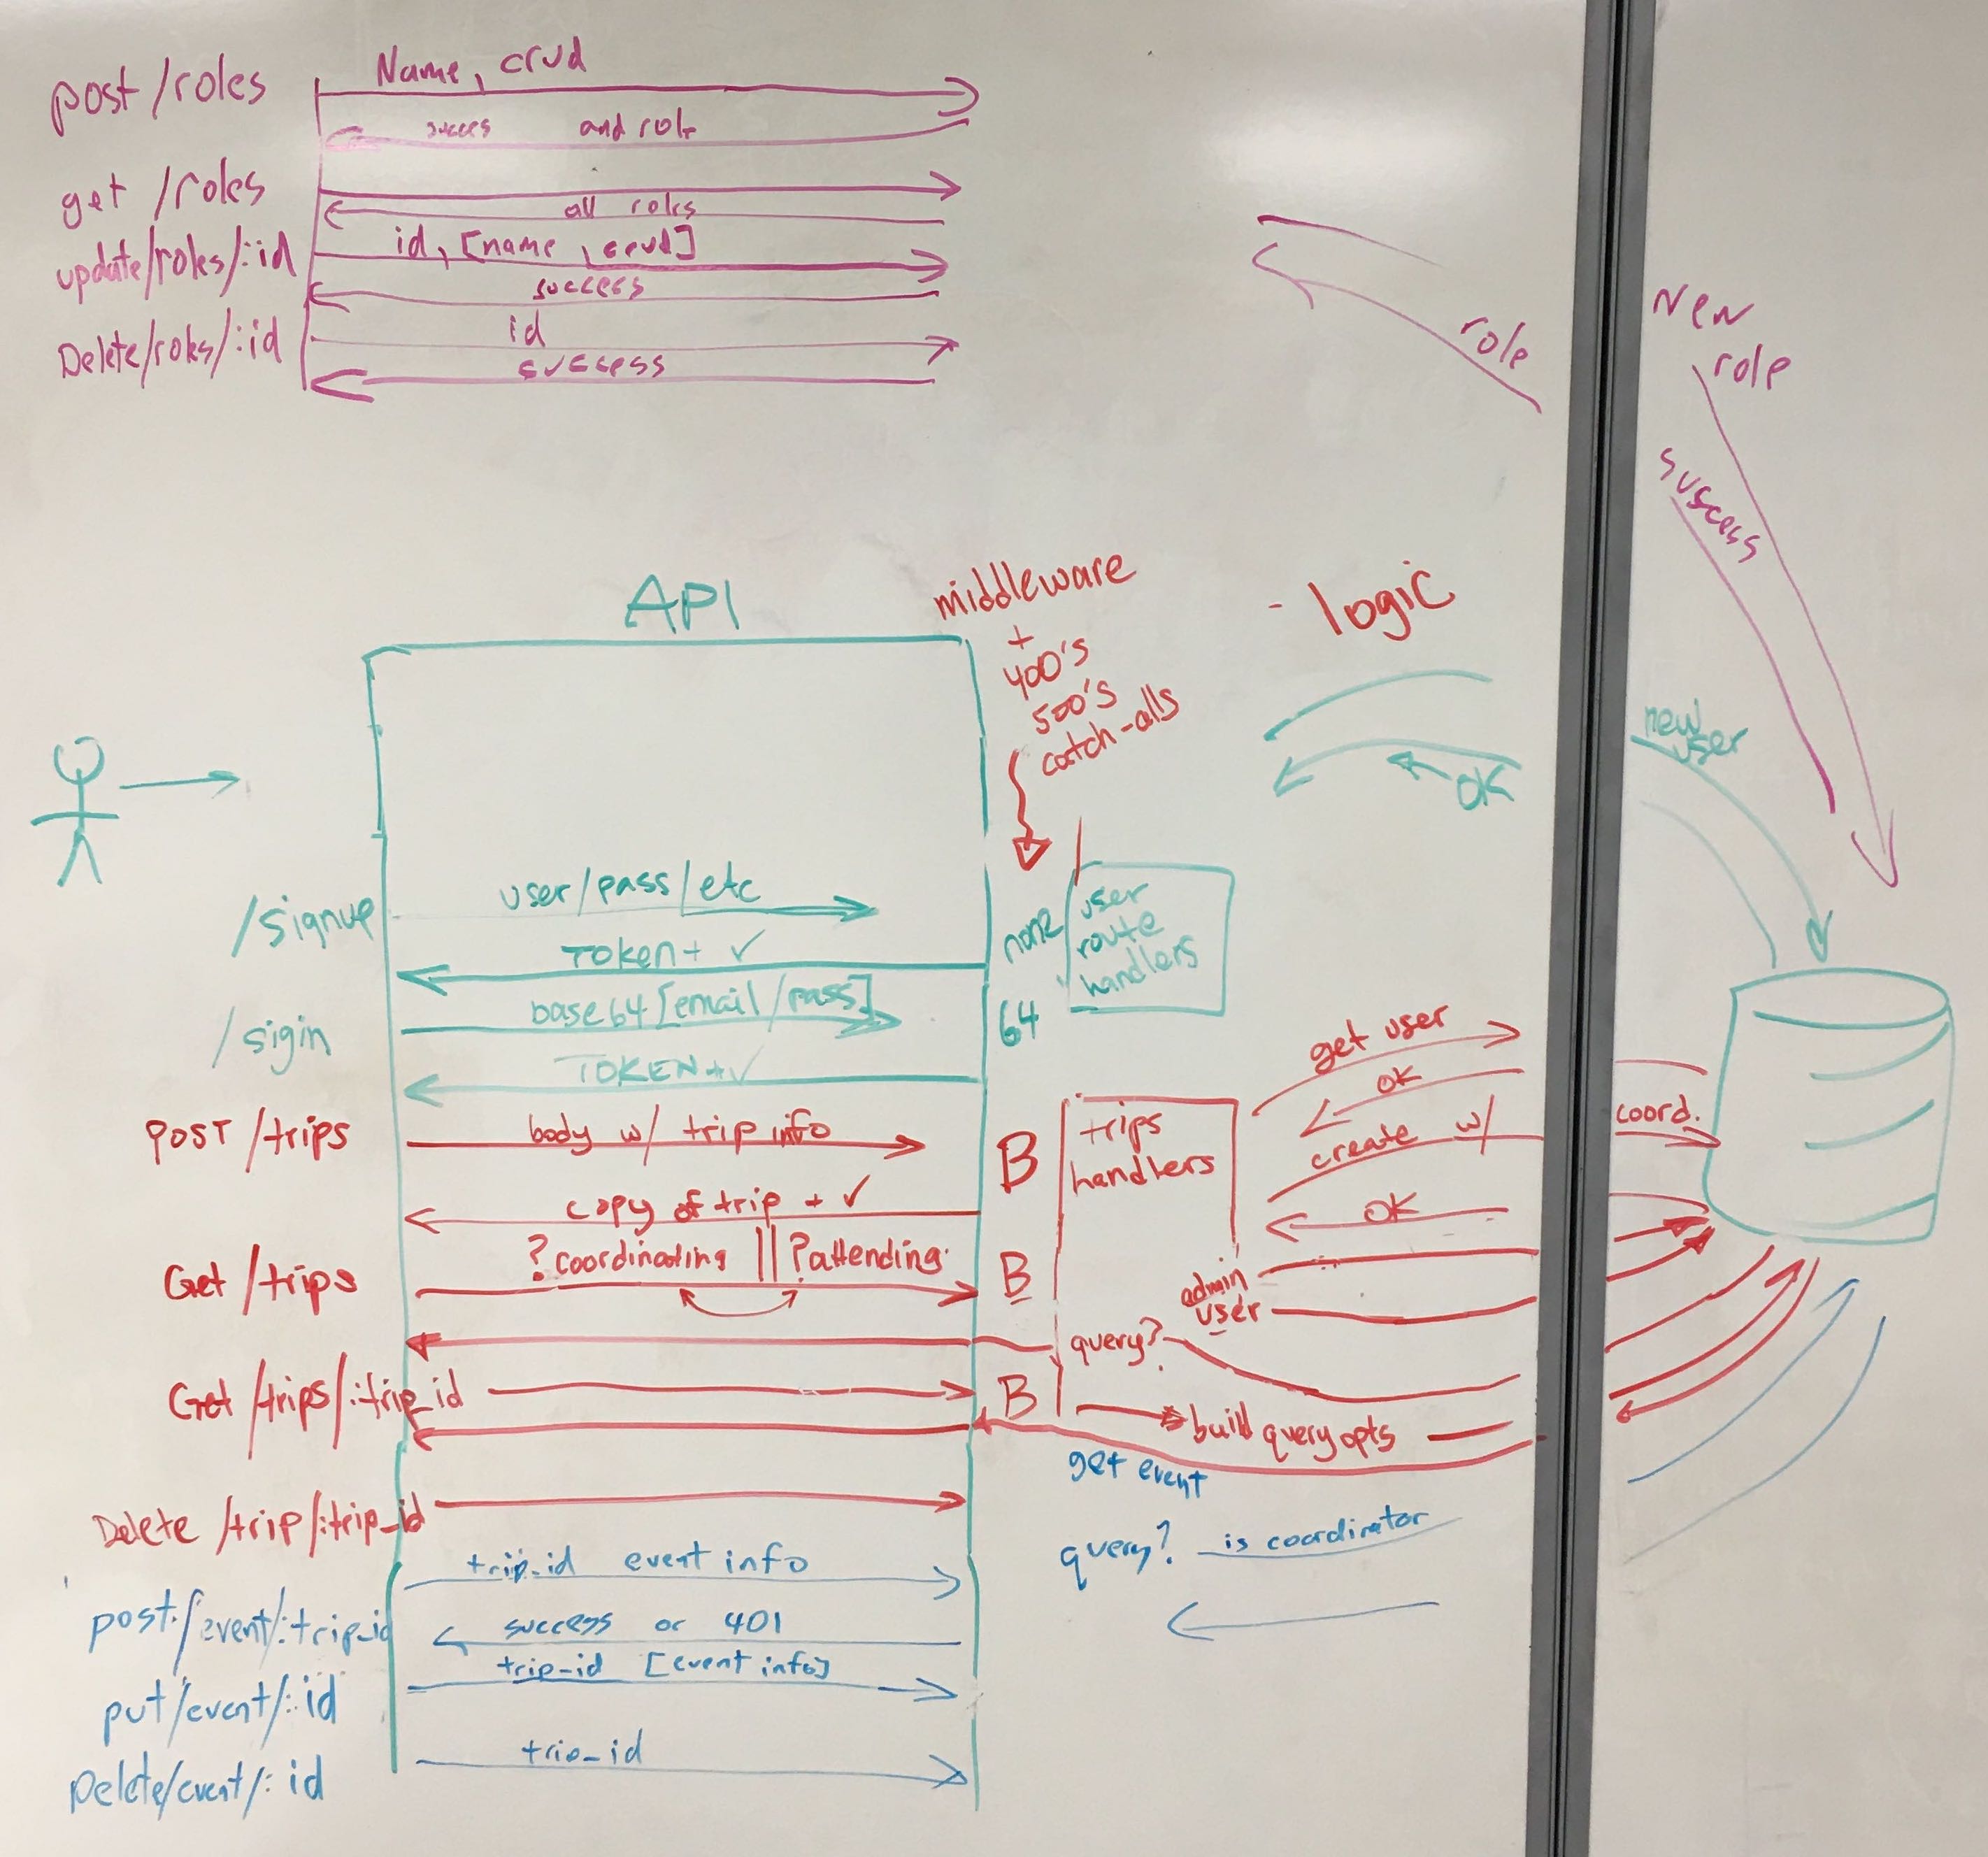 post /roles
Name, crud
succes and role
get /roles
all roles
update/roles/:id
id, [name, crud]
success
Delete/roles/:id
id
success
role
New
role
success
API
middleware
+
400's
500's
catch-alls
- logic
new
user
OK
/signup
user/pass/etc
Token + ✓
none
user
route
handlers
/sigin
base64 [email/pass]
64
TOKEN + ✓
get user
OK
POST /trips
body w/ trip info
B
trips
handlers
create w/
coord.
copy of trip + ✓
OK
Get /trips
?coordinating || ?attending
B
admin
user
query?
Get /trips/:trip_id
B
build query opts
get event
Delete /trip/:trip_id
query? is coordinator
trip_id event info
post/event/:trip_id
success or 401
trip_id [event info]
put/event/:id
trip_id
Delete/event/:id